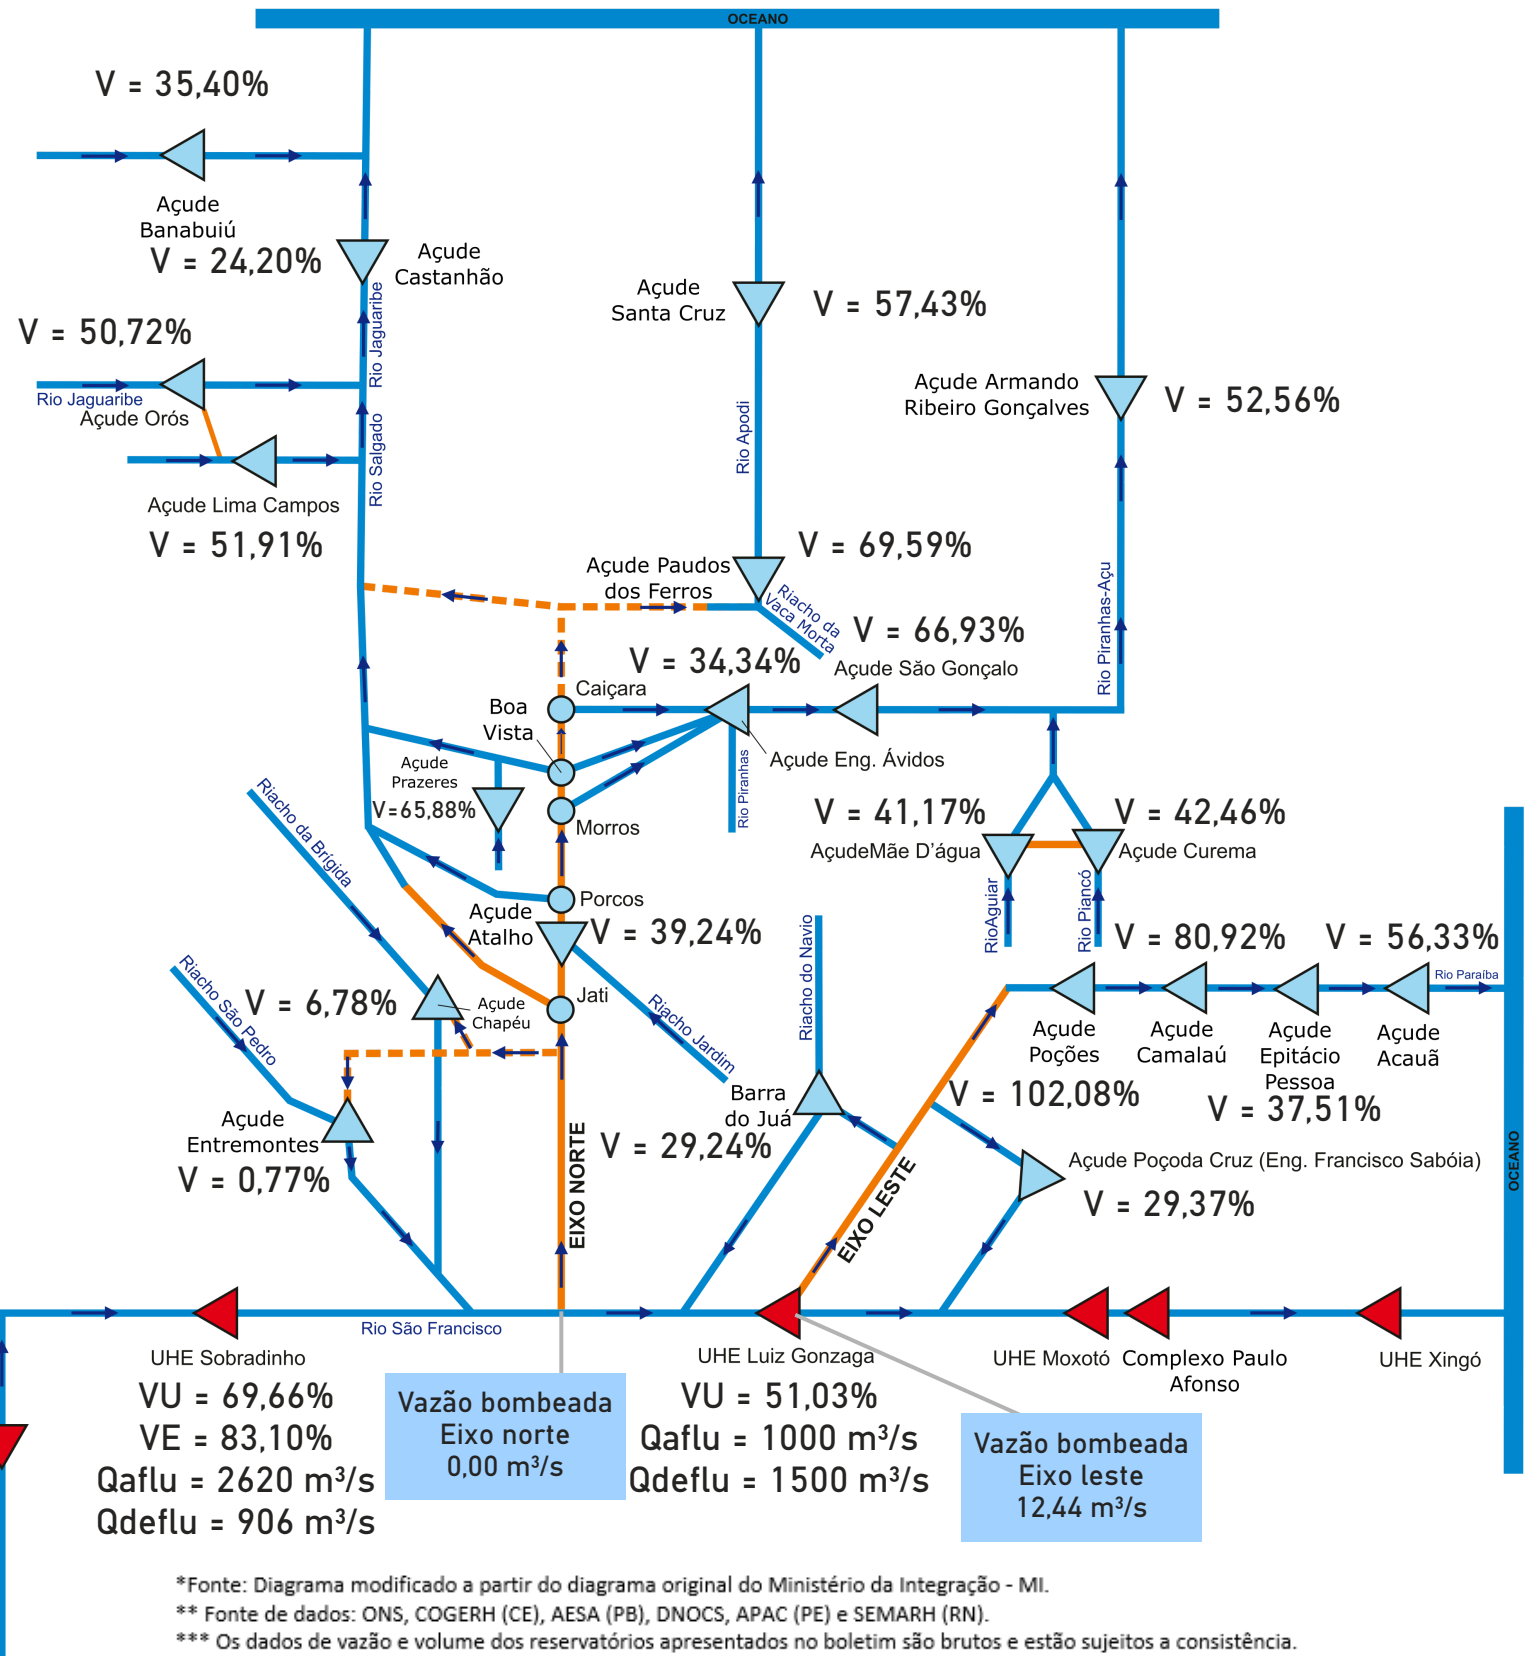 OCEANO
V = 35,40%
Açude
Banabuiú
V = 24,20%
Açude
Castanhão
Rio Jaguaribe
V = 50,72%
Rio Jaguaribe
Açude Orós
Rio Salgado
Açude Lima Campos
V = 51,91%
Açude
Santa Cruz
V = 57,43%
Rio Apodi
Açude Armando
Ribeiro Gonçalves
V = 52,56%
Rio Piranhas-Açu
Açude Paudos
dos Ferros
V = 69,59%
Riacho da
Vaca Morta
V = 66,93%
Açude São Gonçalo
V = 34,34%
Caiçara
Boa
Vista
Açude Eng. Ávidos
Rio Piranhas
Açude
Prazeres
V=65,88%
Morros
Riacho da Brígida
V = 41,17%
AçudeMãe D'água
V = 42,46%
Açude Curema
RioAguiar
Rio Piancó
Porcos
Açude
Atalho
V = 39,24%
Jati
Riacho Jardim
Riacho São Pedro
V = 6,78%
Açude
Chapéu
Açude
Entremontes
V = 0,77%
Riacho do Navio
Barra
do Juá
V = 29,24%
EIXO NORTE
EIXO LESTE
V = 80,92%
V = 56,33%
Rio Paraíba
Açude
Poções
Açude
Camalaú
Açude
Epitácio
Pessoa
Açude
Acauã
V = 102,08%
V = 37,51%
Açude Poçoda Cruz (Eng. Francisco Sabóia)
V = 29,37%
OCEANO
Rio São Francisco
UHE Sobradinho
VU = 69,66%
VE = 83,10%
Qaflu = 2620 m³/s
Qdeflu = 906 m³/s
Vazão bombeada
Eixo norte
0,00 m³/s
UHE Luiz Gonzaga
VU = 51,03%
Qaflu = 1000 m³/s
Qdeflu = 1500 m³/s
Vazão bombeada
Eixo leste
12,44 m³/s
UHE Moxotó
Complexo Paulo
Afonso
UHE Xingó
*Fonte: Diagrama modificado a partir do diagrama original do Ministério da Integração - MI.
** Fonte de dados: ONS, COGERH (CE), AESA (PB), DNOCS, APAC (PE) e SEMARH (RN).
*** Os dados de vazão e volume dos reservatórios apresentados no boletim são brutos e estão sujeitos a consistência.